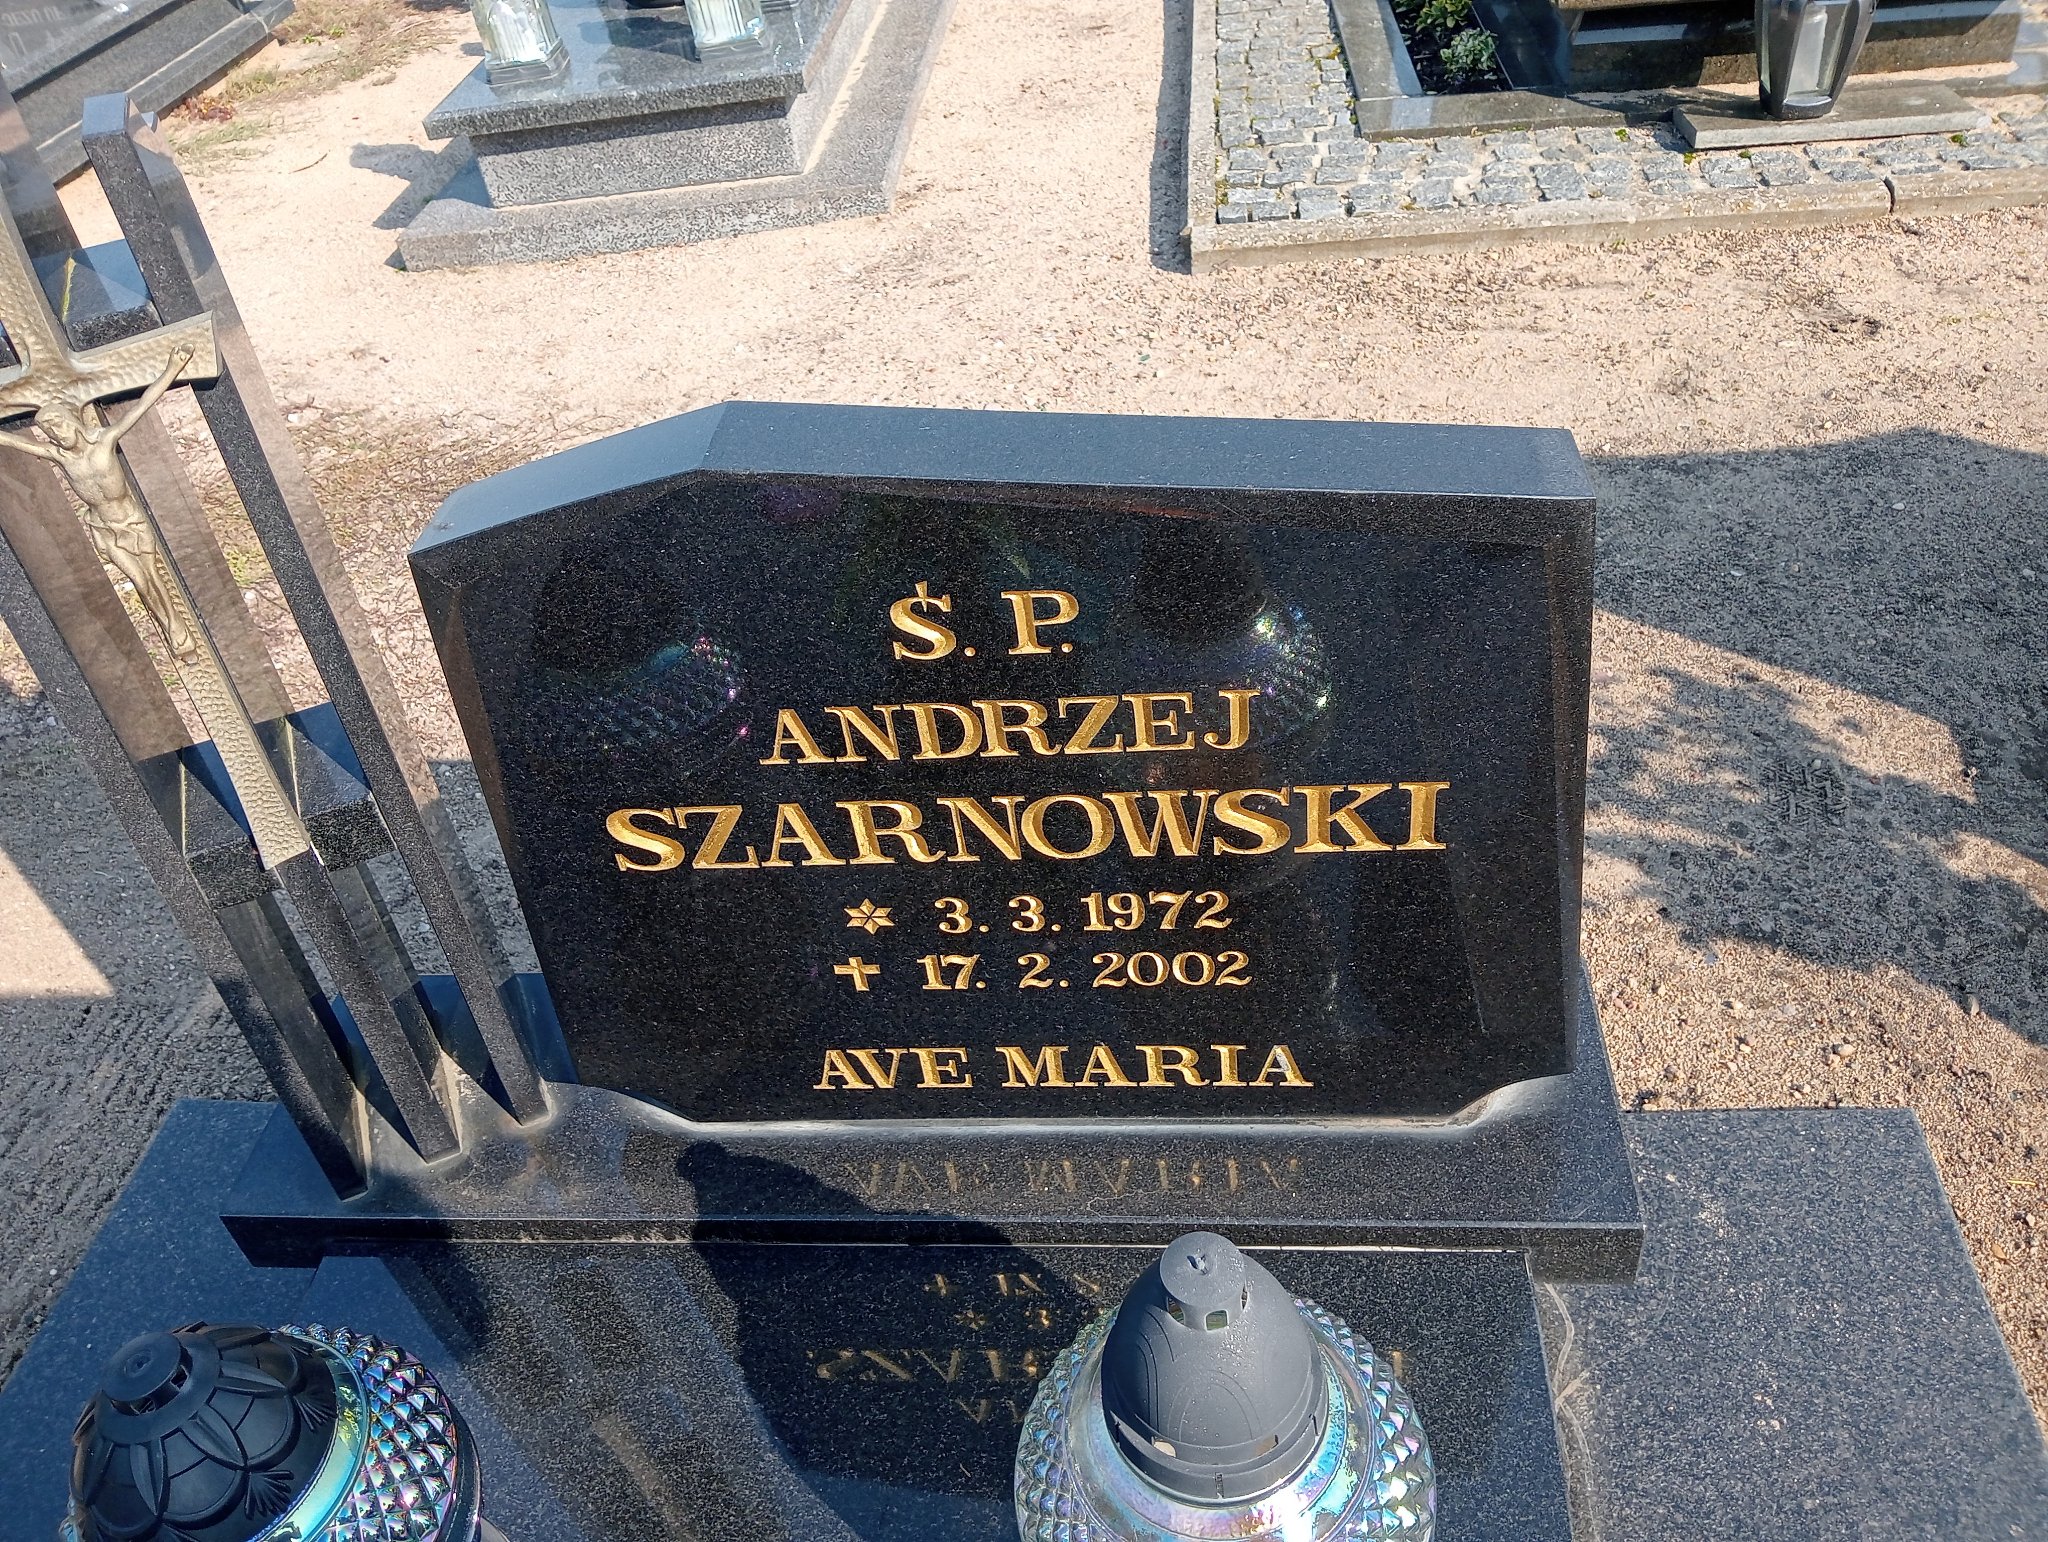 Ś. P.
ANDRZEJ
SZARNOWSKI
* 3. 3. 1972
✝ 17. 2. 2002
AVE MARIA